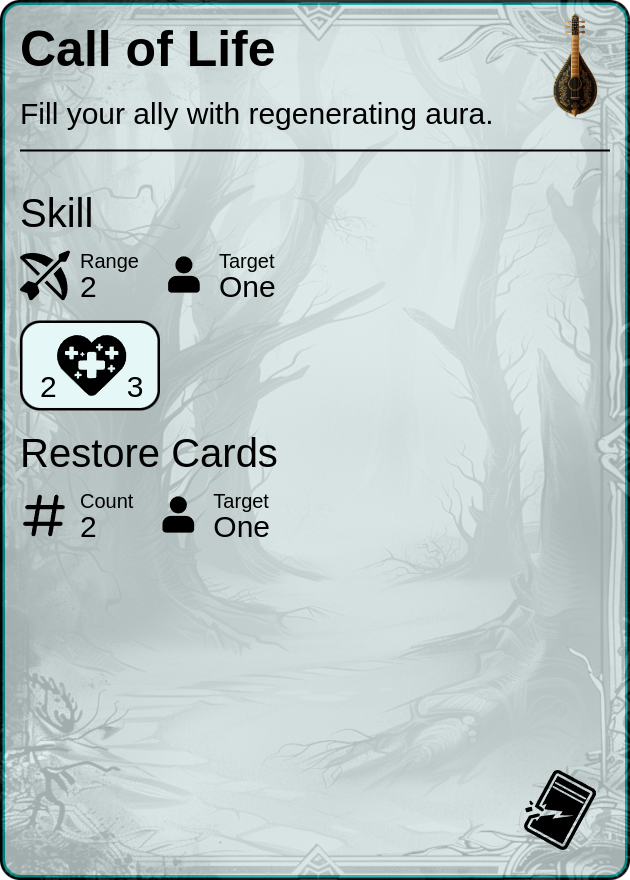 Call of Life
Fill your ally with regenerating aura.
Skill
Range
2
Target
One
2 3
Restore Cards
Count
2
Target
One